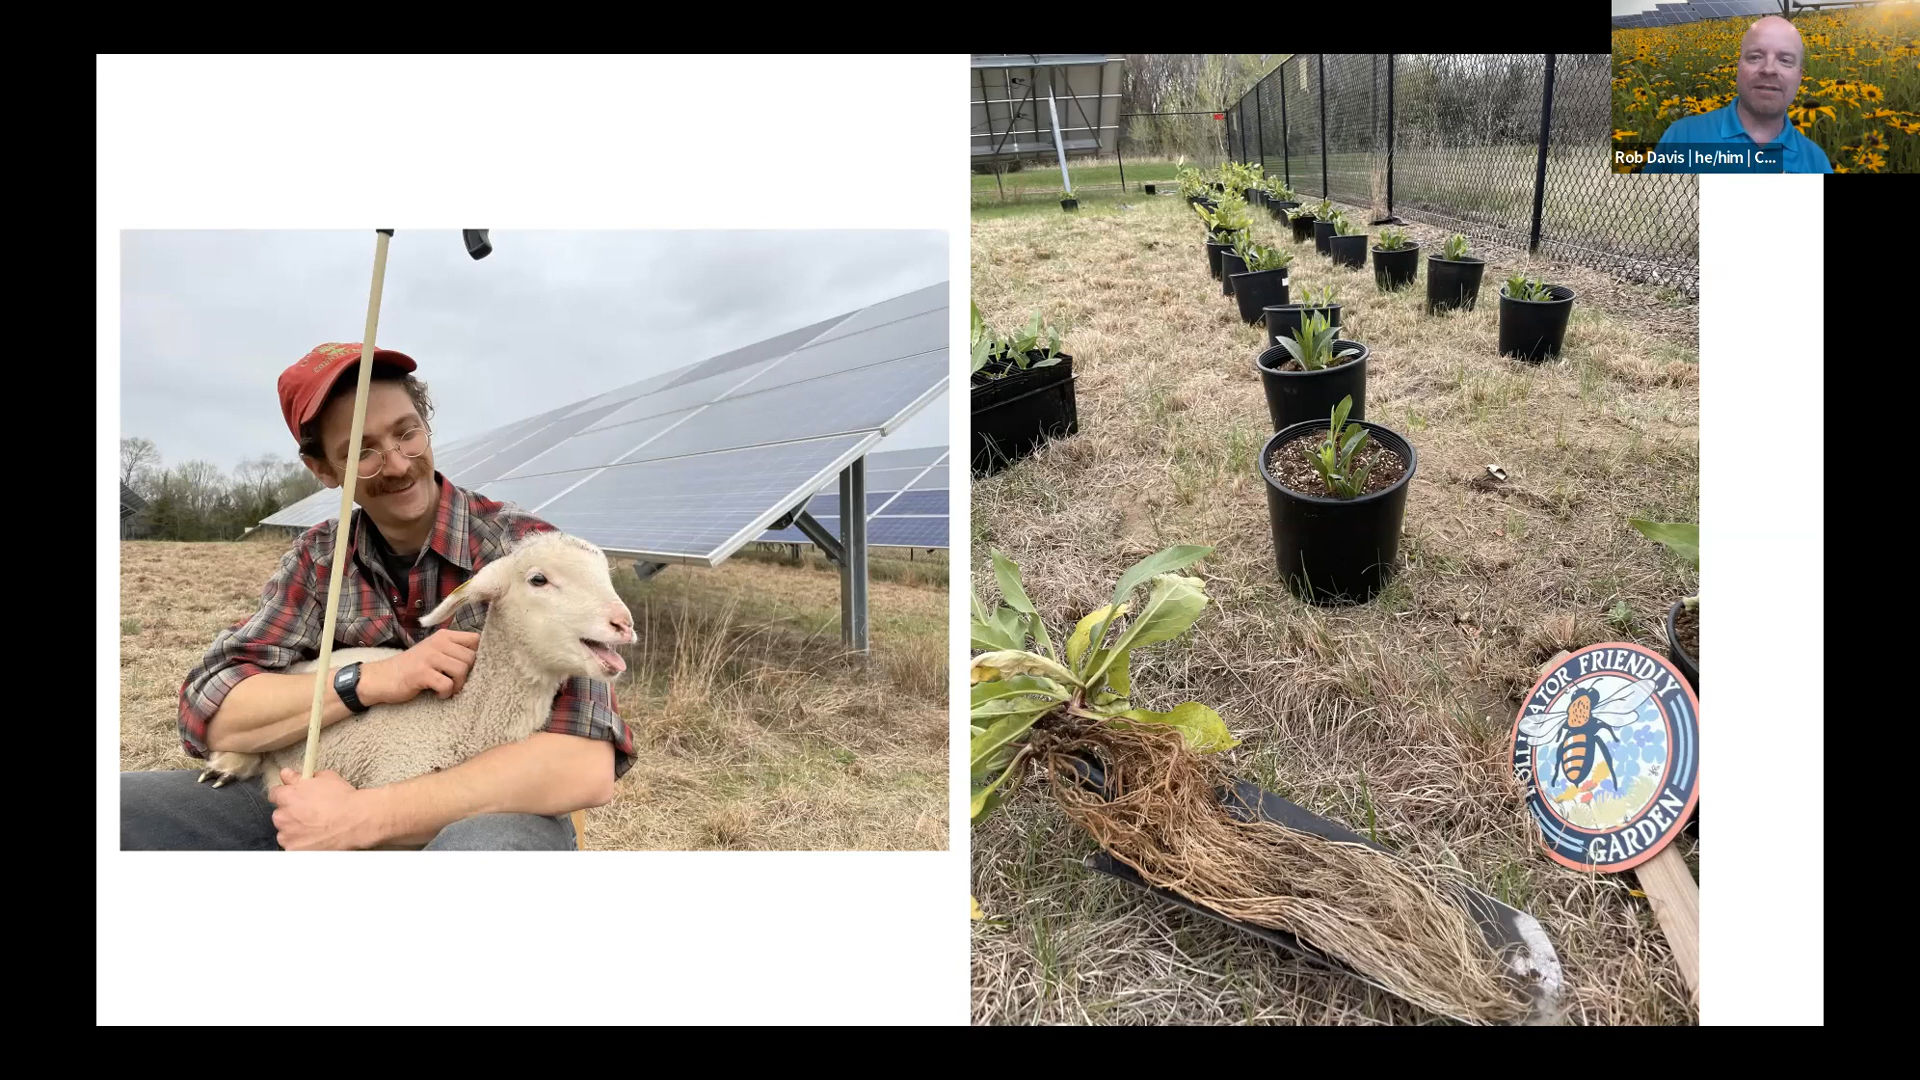 Rob Davis | he/him | C...
POLLINATOR FRIENDLY
GARDEN